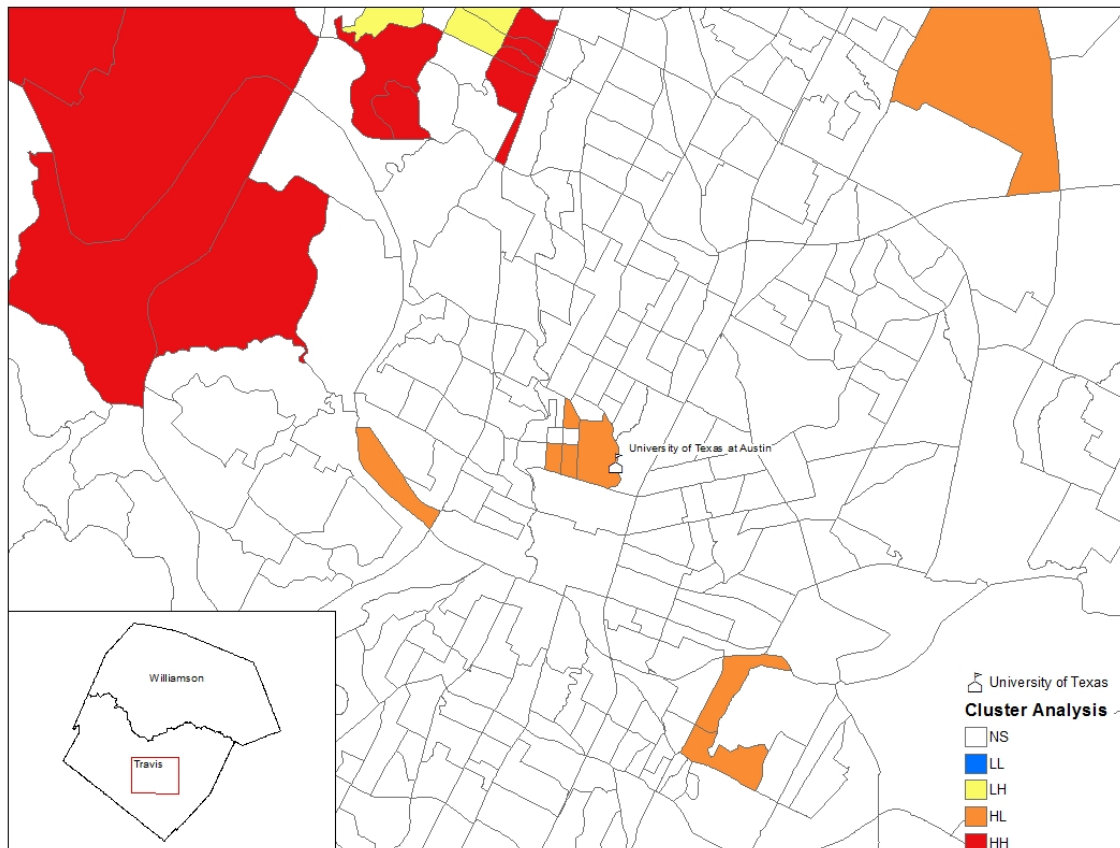 University of Texas at Austin
Williamson
Travis
University of Texas
Cluster Analysis
NS
LL
LH
HL
HH